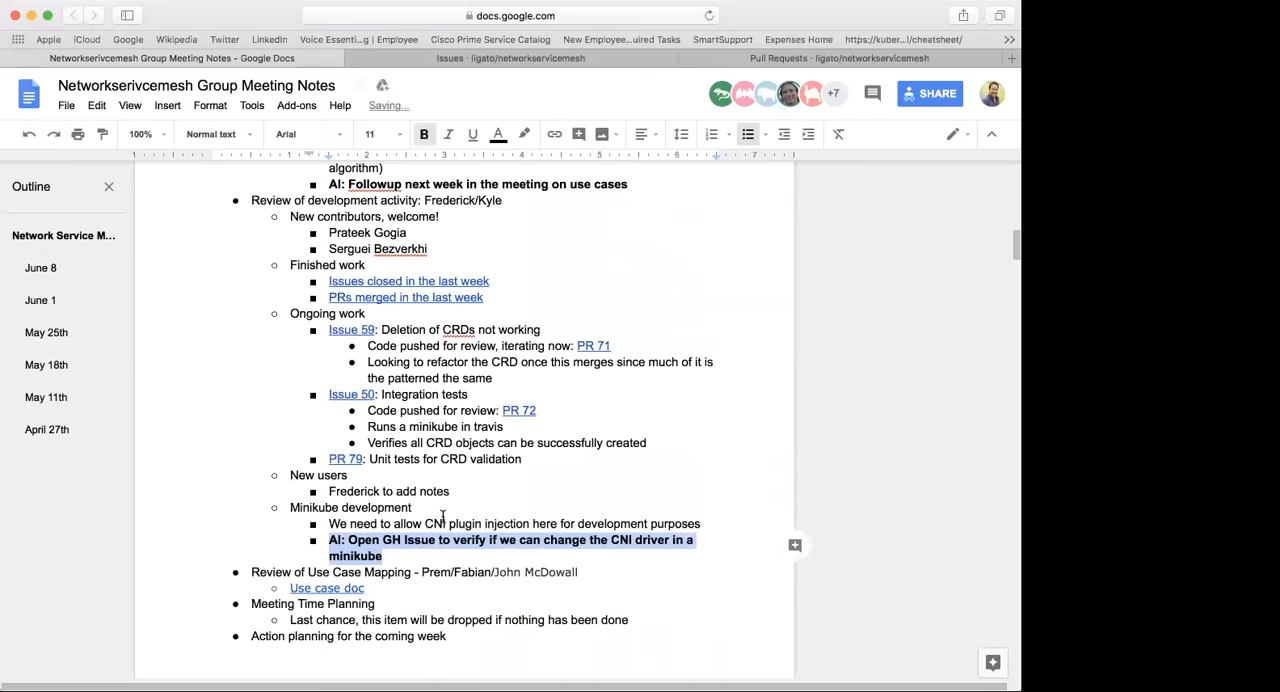 docs.google.com
Apple iCloud Google Wikipedia Twitter LinkedIn Voice Essenti...g | Employee Cisco Prime Service Catalog New Employee...uired Tasks SmartSupport Expenses Home https://kuber...l/cheatsheet/ >>
Networkserivcemesh Group Meeting Notes - Google Docs Issues · ligato/networkservicemesh Pull Requests · ligato/networkservicemesh +
Networkserivcemesh Group Meeting Notes
+7 SHARE
File Edit View Insert Format Tools Add-ons Help Saving...
100% Normal text Arial 11 B I U A
1 1 2 3 4 5 6 7
algorithm)
Outline
AI: Followup next week in the meeting on use cases
Review of development activity: Frederick/Kyle
New contributors, welcome!
Network Service M...
Prateek Gogia
Serguei Bezverkhi
June 8
Finished work
Issues closed in the last week
June 1
PRs merged in the last week
Ongoing work
May 25th
Issue 59: Deletion of CRDs not working
Code pushed for review, iterating now: PR 71
May 18th
Looking to refactor the CRD once this merges since much of it is
the patterned the same
May 11th
Issue 50: Integration tests
Code pushed for review: PR 72
April 27th
Runs a minikube in travis
Verifies all CRD objects can be successfully created
PR 79: Unit tests for CRD validation
New users
Frederick to add notes
Minikube development
We need to allow CNI plugin injection here for development purposes
AI: Open GH Issue to verify if we can change the CNI driver in a
minikube
Review of Use Case Mapping - Prem/Fabian/John McDowall
Use case doc
Meeting Time Planning
Last chance, this item will be dropped if nothing has been done
Action planning for the coming week